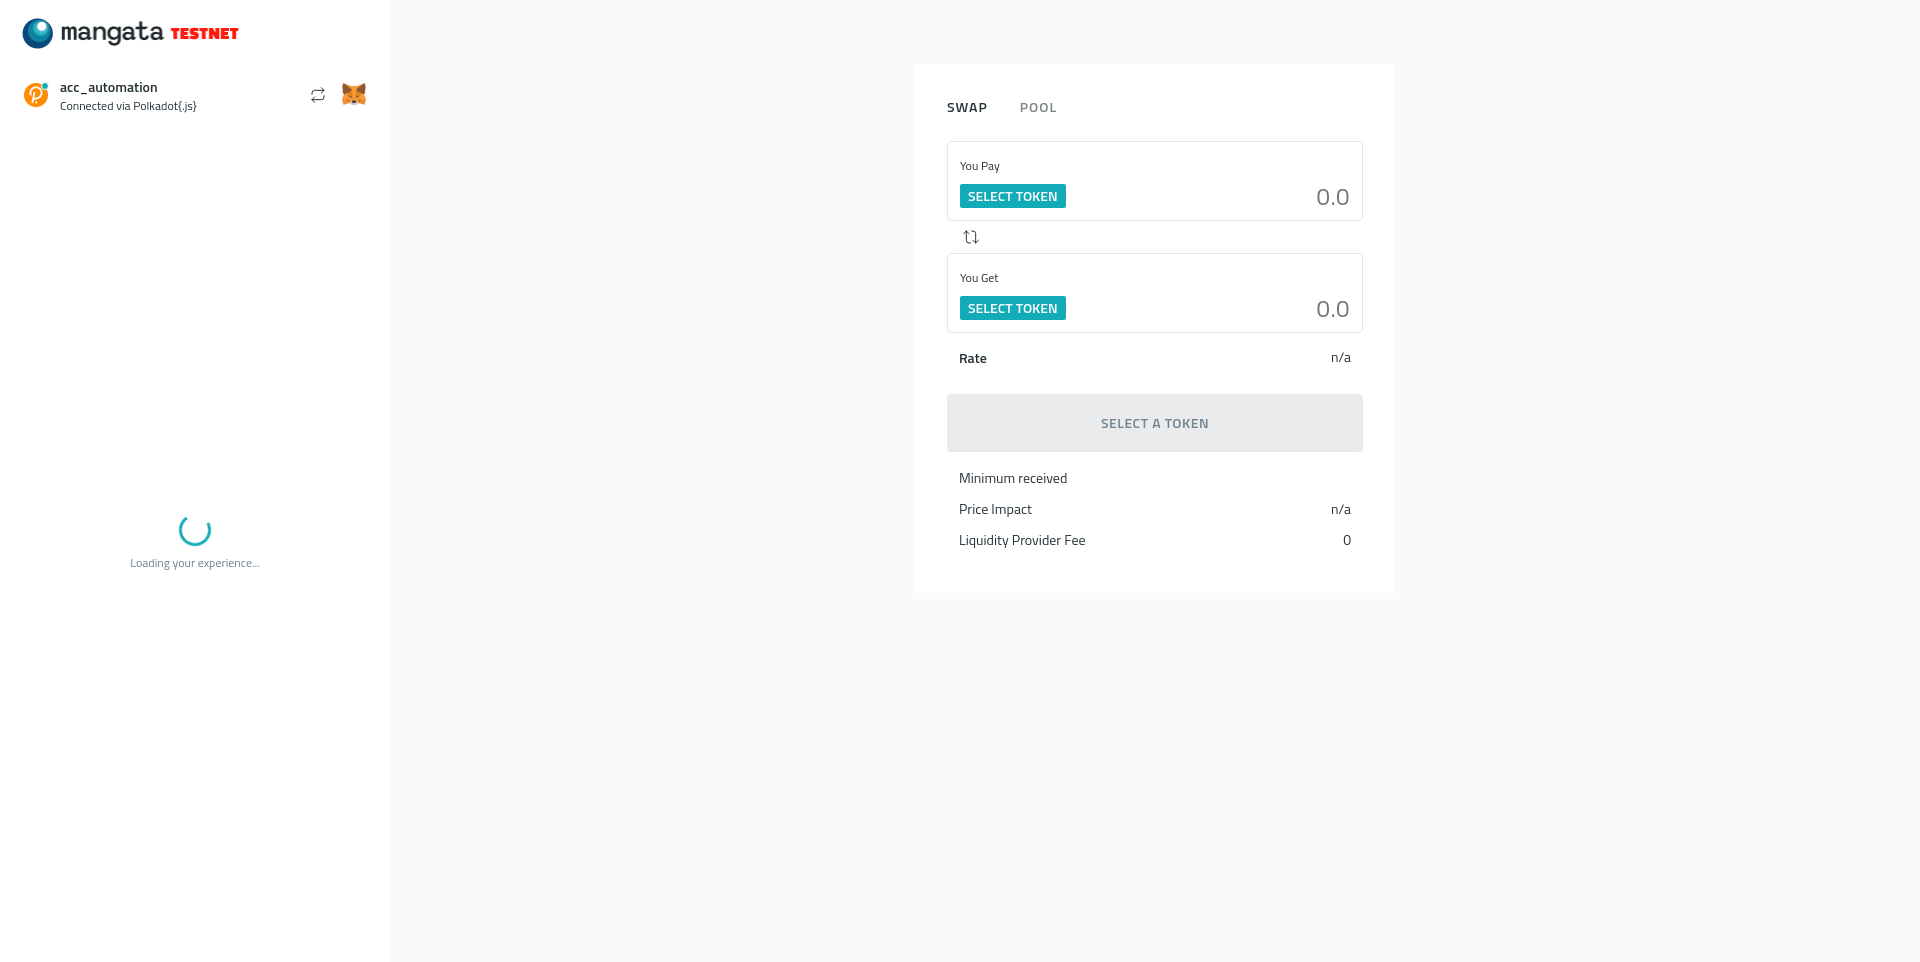 mangata TESTNET
acc_automation
Connected via Polkadot{.js}
Loading your experience...
SWAP POOL
You Pay
SELECT TOKEN 0.0
You Get
SELECT TOKEN 0.0
Rate n/a
SELECT A TOKEN
Minimum received
Price Impact n/a
Liquidity Provider Fee 0